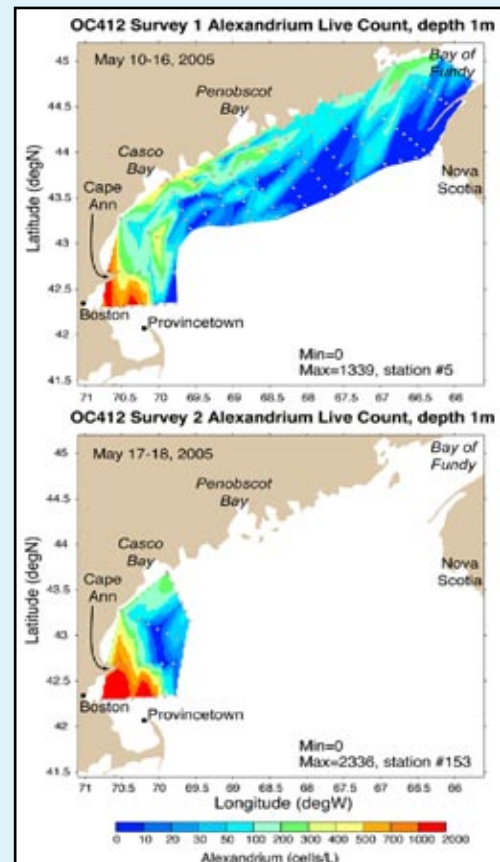 OC412 Survey 1 Alexandrium Live Count, depth 1m
45
44.5
44
43.5
43
42.5
42
41.5
Latitude (degN)
May 10-16, 2005
Bay of
Fundy
Penobscot
Bay
Casco
Bay
Cape
Ann
Nova
Scotia
Boston
Provincetown
Min=0
Max=1339, station #5
71 70.5 70 69.5 69 68.5 68 67.5 67 66.5 66
OC412 Survey 2 Alexandrium Live Count, depth 1m
45
44.5
44
43.5
43
42.5
42
41.5
Latitude (degN)
May 17-18, 2005
Bay of
Fundy
Penobscot
Bay
Casco
Bay
Cape
Ann
Nova
Scotia
Boston
Provincetown
Min=0
Max=2336, station #153
71 70.5 70 69.5 69 68.5 68 67.5 67 66.5 66
Longitude (degW)
0 10 20 30 50 100 200 300 400 500 700 1000 2000
Alexandrium (cells/L)